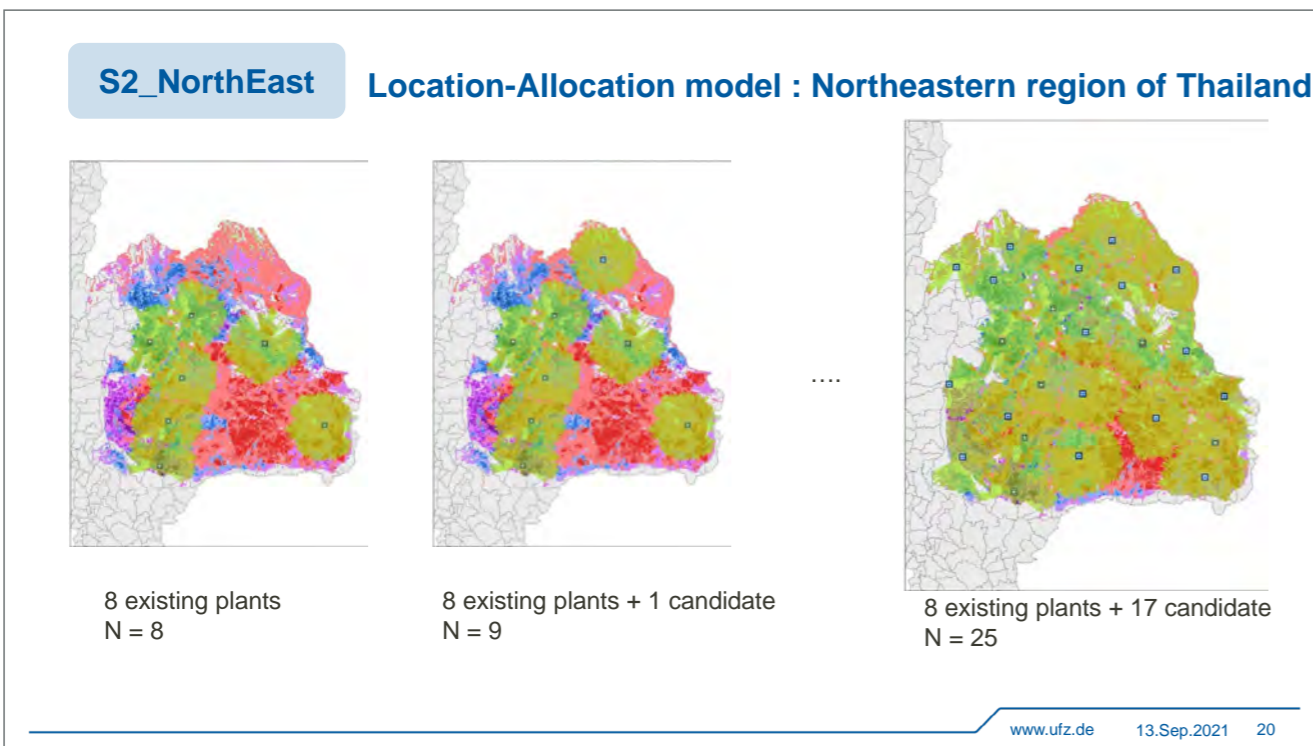 S2_NorthEast
Location-Allocation model : Northeastern region of Thailand
....
8 existing plants
N = 8
8 existing plants + 1 candidate
N = 9
8 existing plants + 17 candidate
N = 25
www.ufz.de 13.Sep.2021 20